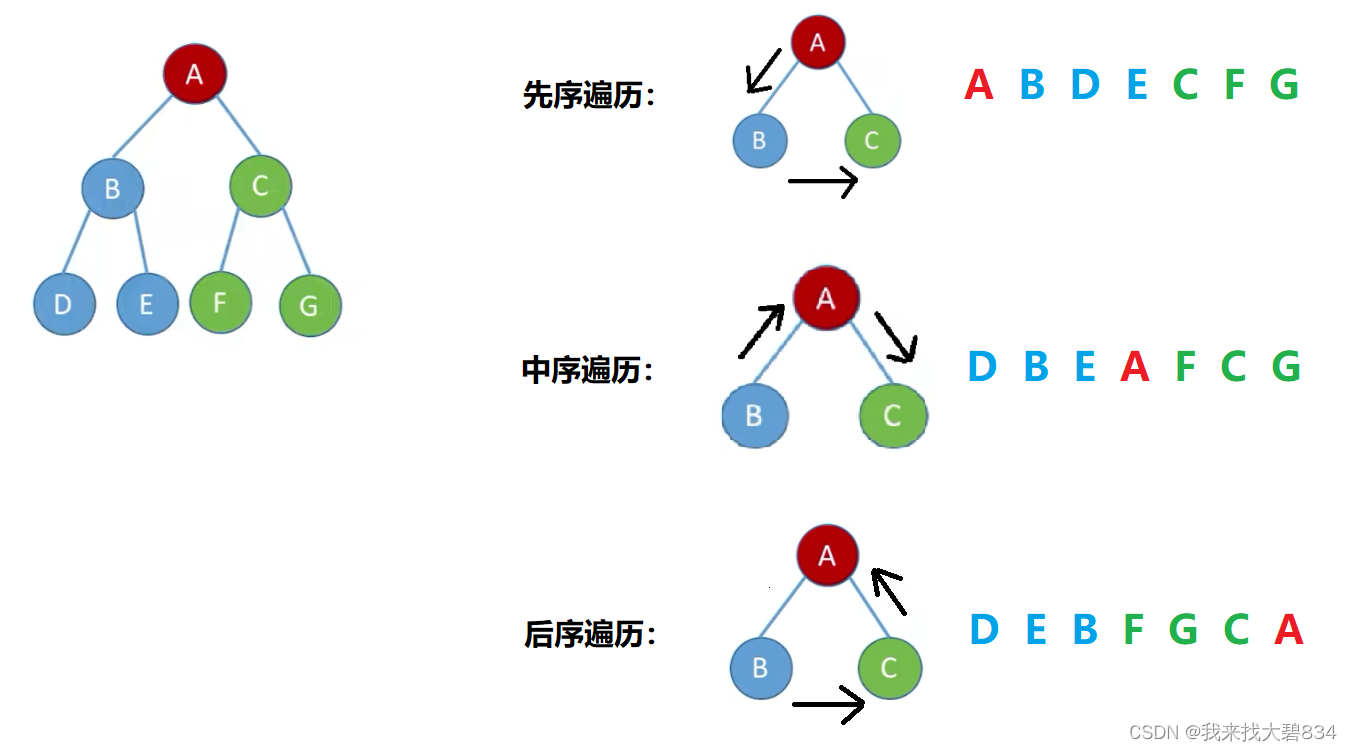 A
B C
D E F G
先序遍历：
A
B C
A B D E C F G
中序遍历：
A
B C
D B E A F C G
后序遍历：
A
B C
D E B F G C A
CSDN @我来找大碧834